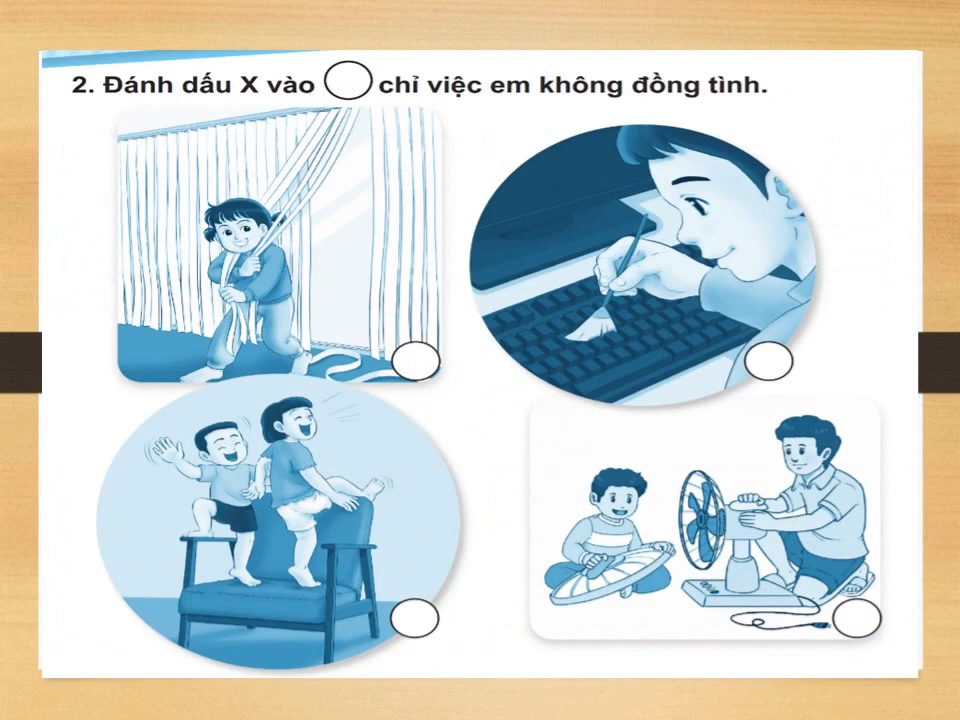 2. Đánh dấu X vào chỉ việc em không đồng tình.